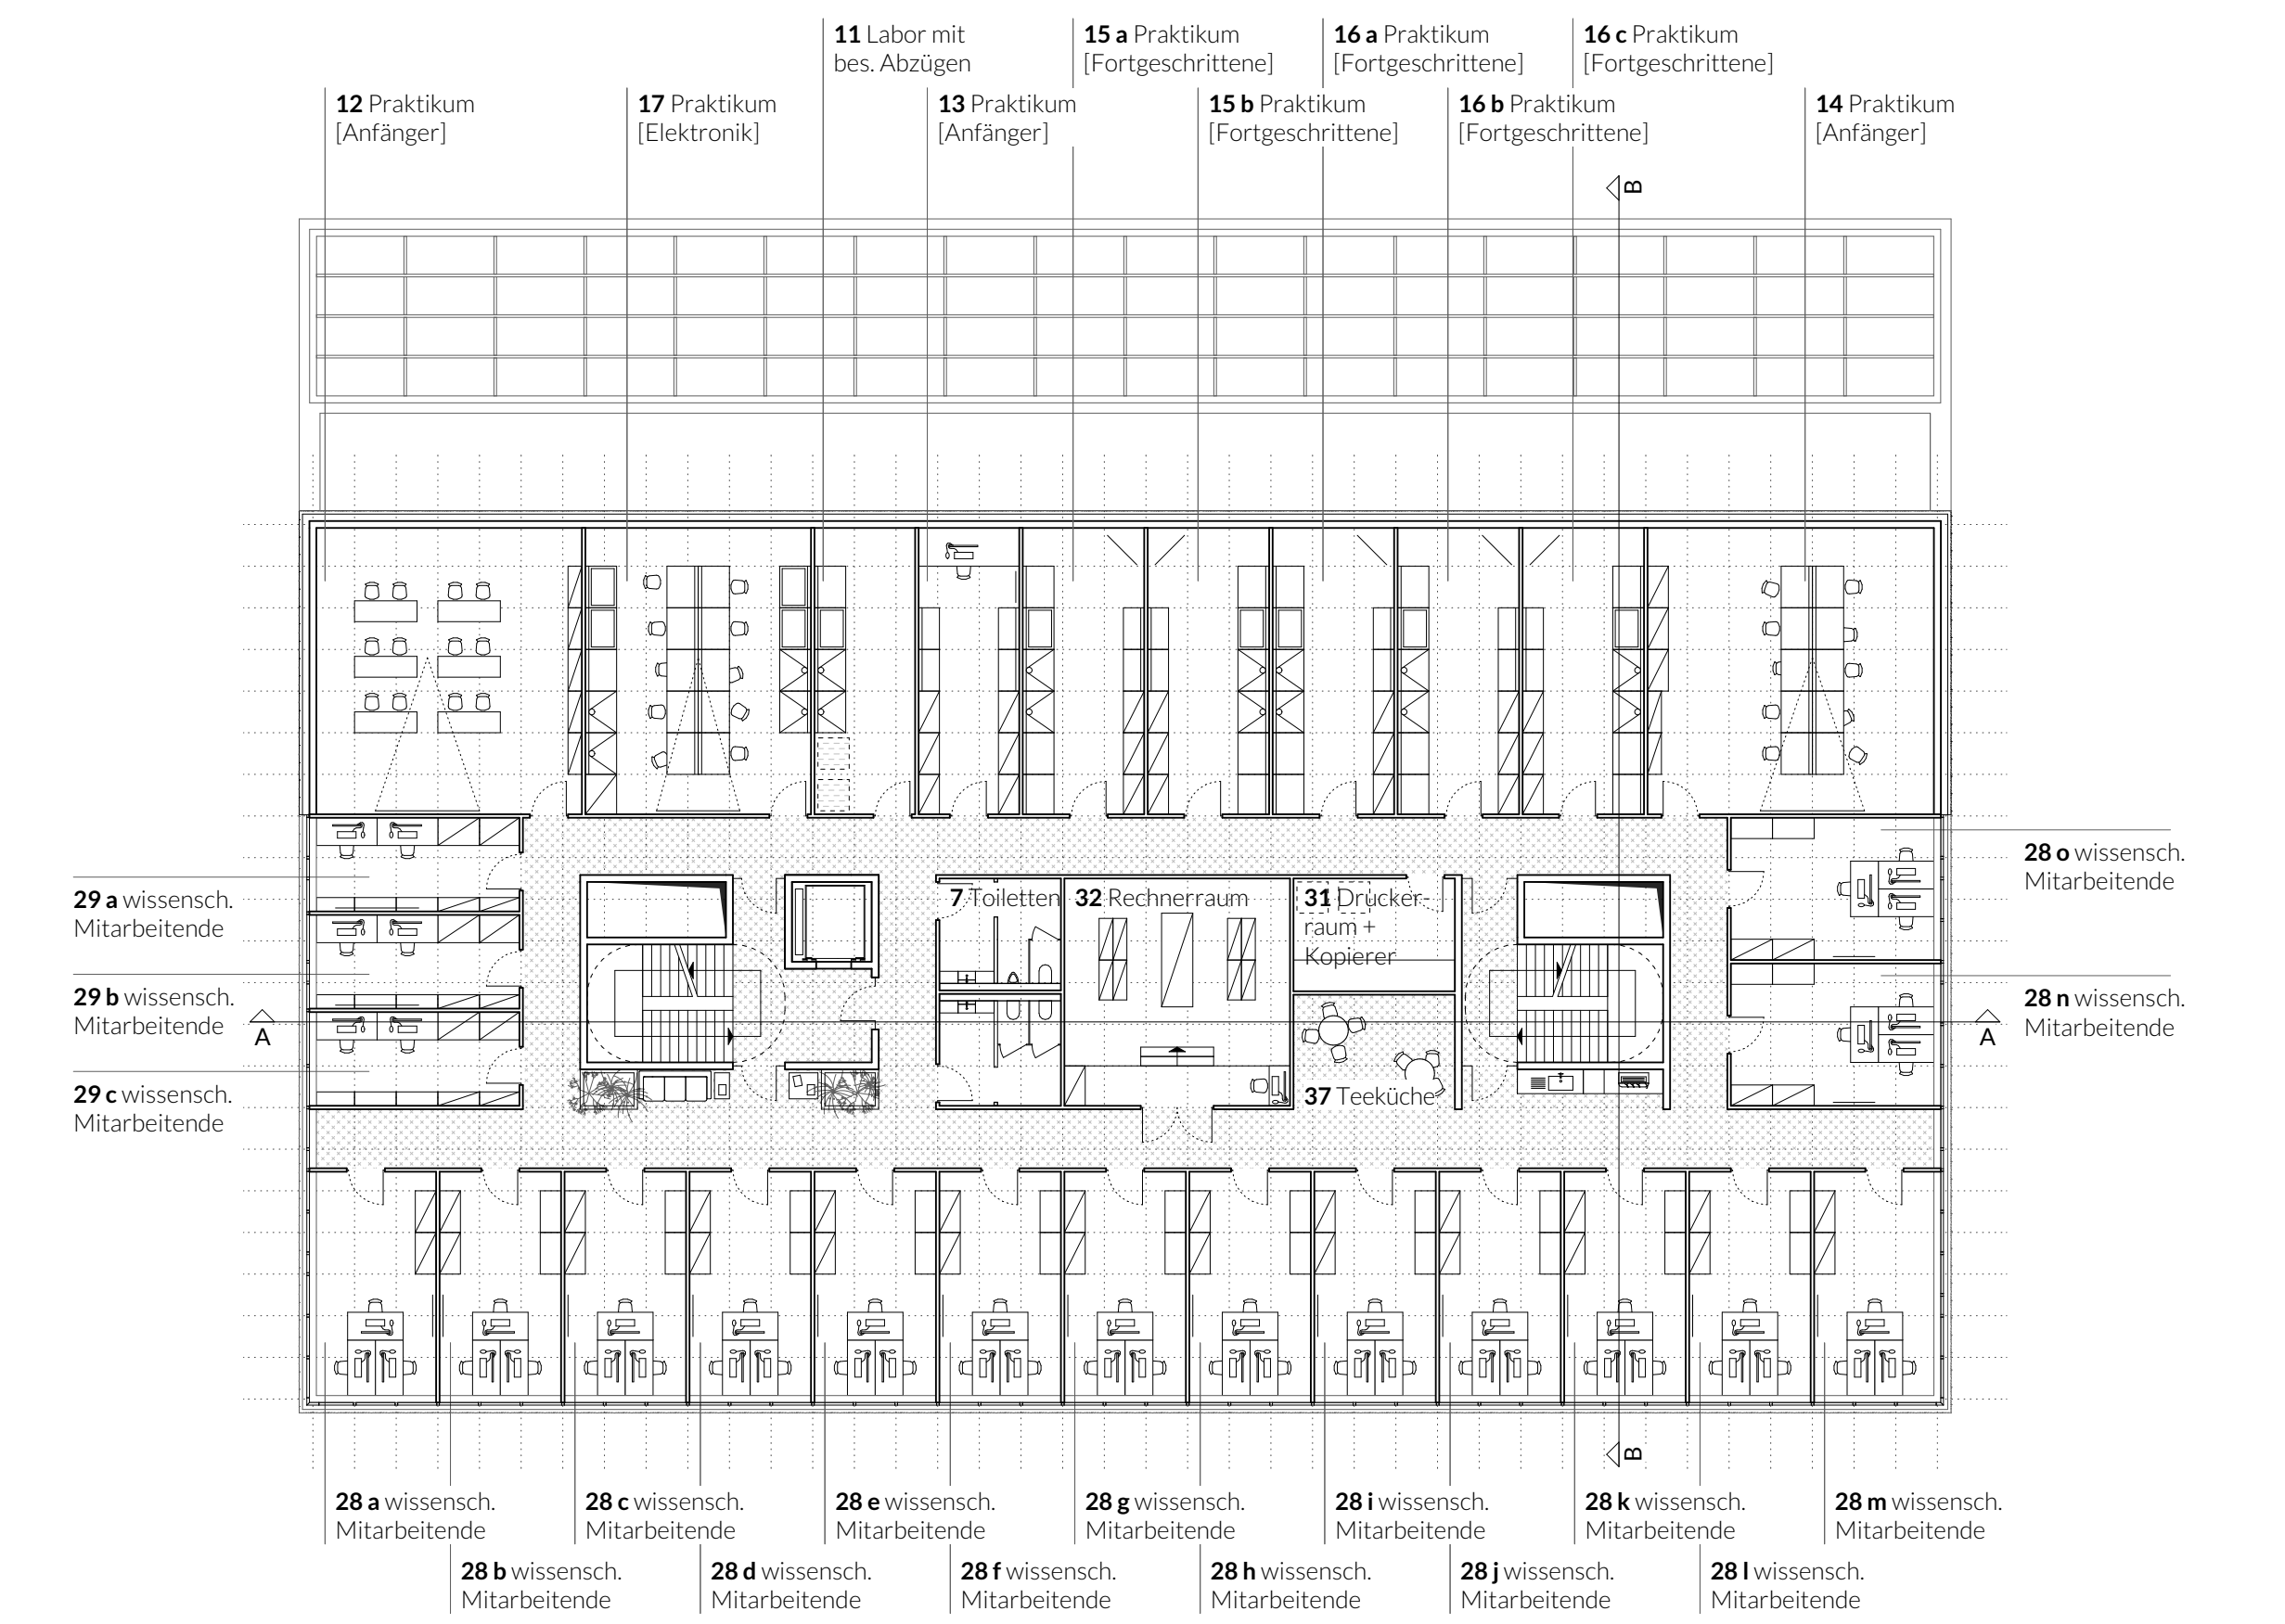 11 Labor mit
bes. Abzügen
15 a Praktikum
[Fortgeschrittene]
16 a Praktikum
[Fortgeschrittene]
16 c Praktikum
[Fortgeschrittene]
12 Praktikum
[Anfänger]
17 Praktikum
[Elektronik]
13 Praktikum
[Anfänger]
15 b Praktikum
[Fortgeschrittene]
16 b Praktikum
[Fortgeschrittene]
14 Praktikum
[Anfänger]
B
28 o wissensch.
Mitarbeitende
29 a wissensch.
Mitarbeitende
7 Toiletten
32 Rechnerraum
31 Drucker-
raum +
Kopierer
29 b wissensch.
Mitarbeitende
28 n wissensch.
Mitarbeitende
A
A
29 c wissensch.
Mitarbeitende
37 Teeküche
B
28 a wissensch.
Mitarbeitende
28 c wissensch.
Mitarbeitende
28 e wissensch.
Mitarbeitende
28 g wissensch.
Mitarbeitende
28 i wissensch.
Mitarbeitende
28 k wissensch.
Mitarbeitende
28 m wissensch.
Mitarbeitende
28 b wissensch.
Mitarbeitende
28 d wissensch.
Mitarbeitende
28 f wissensch.
Mitarbeitende
28 h wissensch.
Mitarbeitende
28 j wissensch.
Mitarbeitende
28 l wissensch.
Mitarbeitende